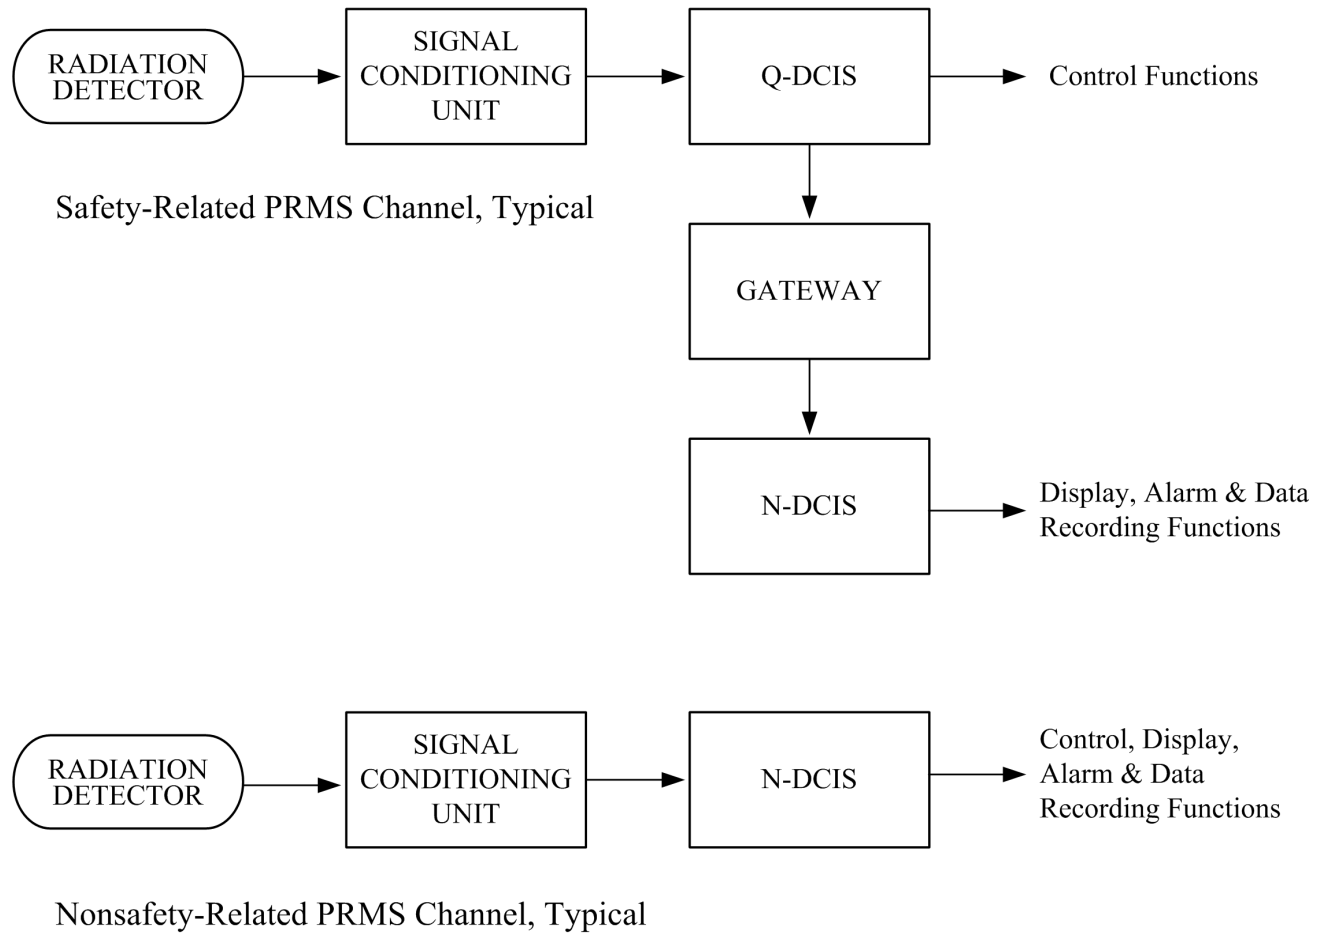 RADIATION
DETECTOR
SIGNAL
CONDITIONING
UNIT
Q-DCIS
Control Functions
Safety-Related PRMS Channel, Typical
GATEWAY
N-DCIS
Display, Alarm & Data
Recording Functions
RADIATION
DETECTOR
SIGNAL
CONDITIONING
UNIT
N-DCIS
Control, Display,
Alarm & Data
Recording Functions
Nonsafety-Related PRMS Channel, Typical